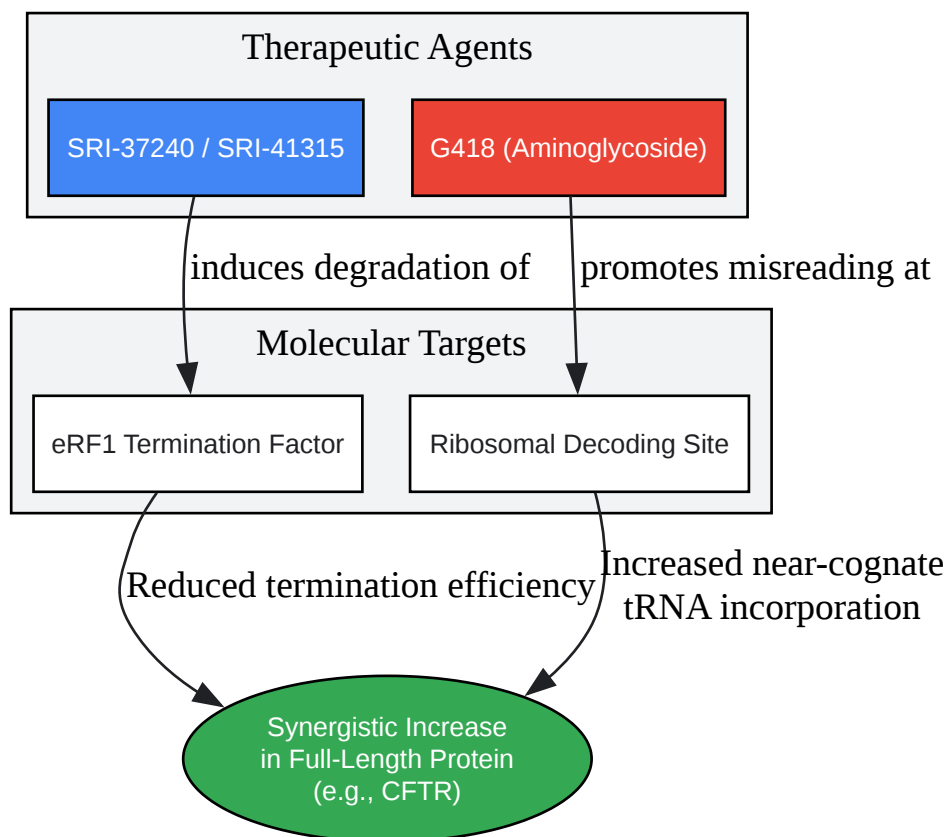 Therapeutic Agents
SRI-37240 / SRI-41315
G418 (Aminoglycoside)
induces degradation of
promotes misreading at
Molecular Targets
eRF1 Termination Factor
Ribosomal Decoding Site
Reduced termination efficiency
Increased near-cognate
tRNA incorporation
Synergistic Increase
in Full-Length Protein
(e.g., CFTR)